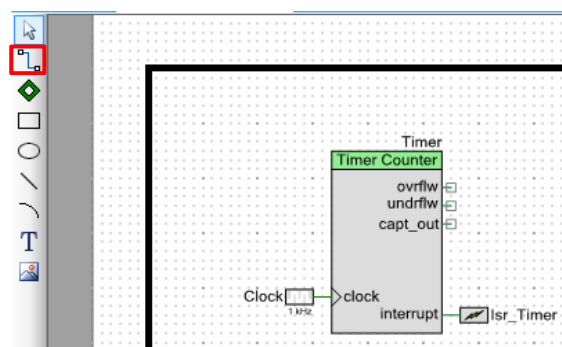 Timer
Timer Counter
ovrflw
undrflw
capt_out
Clock
1 kHz
clock
interrupt
Isr_Timer
T